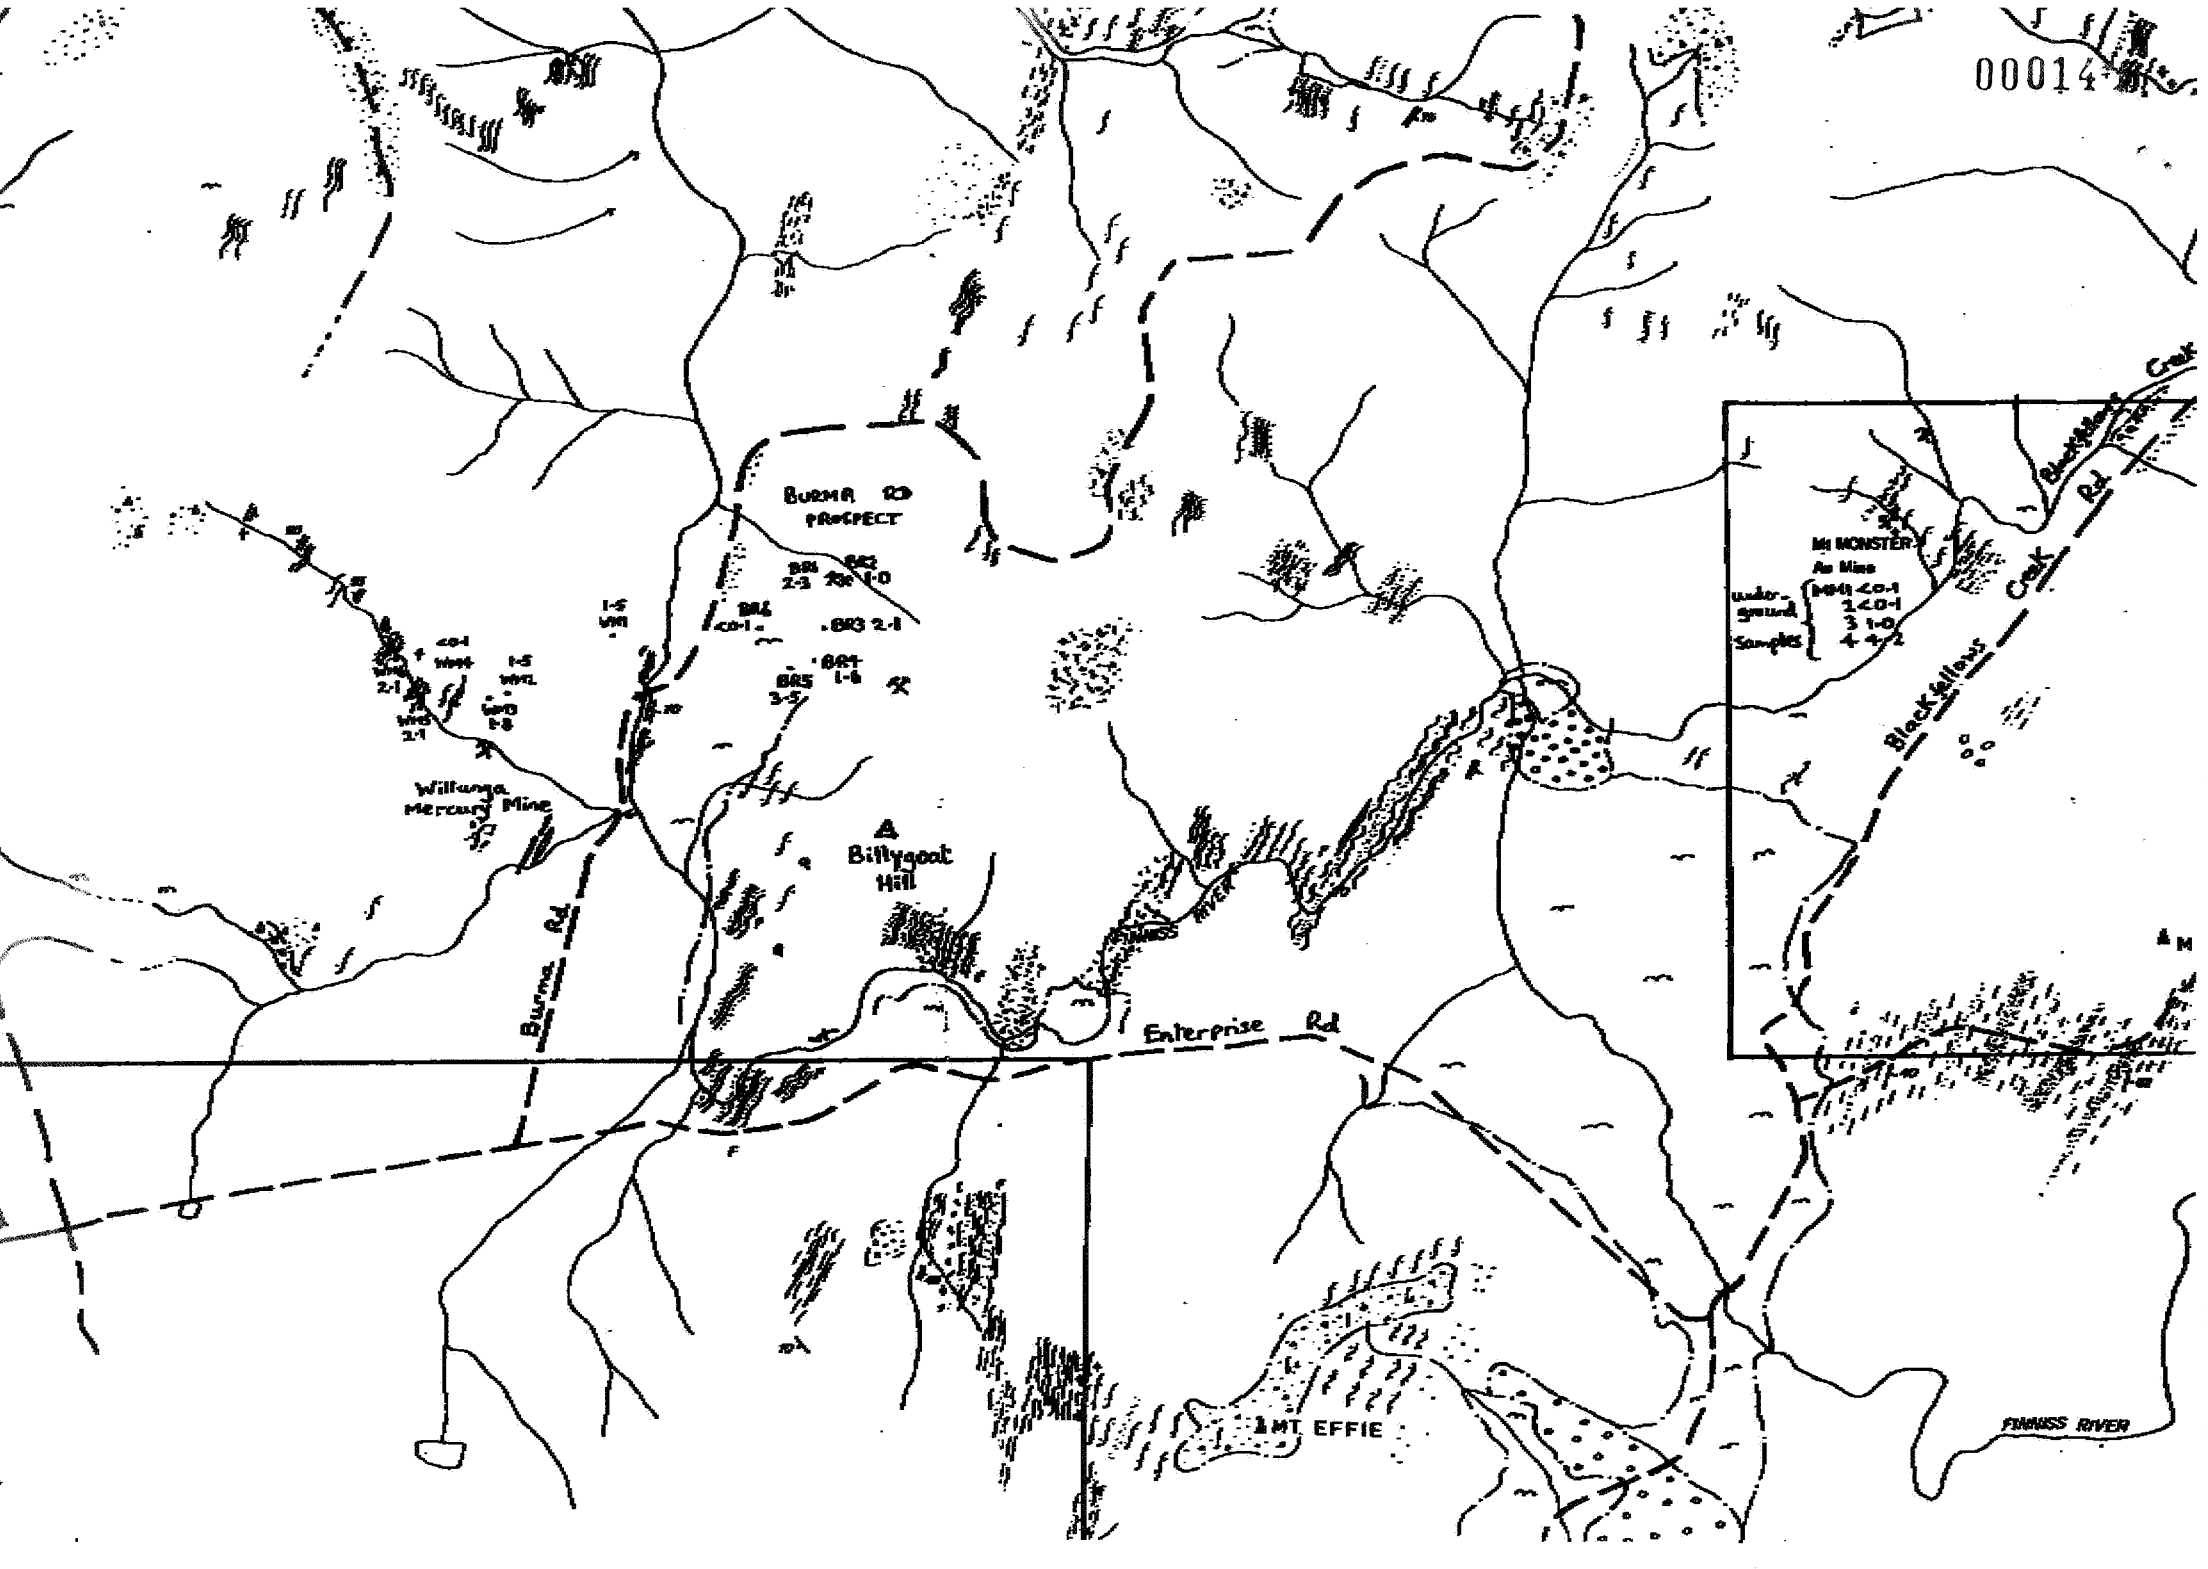 00014
Creek
Blackfellows
Rd
Creek
Blackfellows
BURMA RD
PROSPECT
BR2
2-3 1-0
BR6
<0-1
BR3 2-1
BR4
1-6
BR5
3-5
1-5
WM1
<0-1
WM4
1-5
WM2
2-1
WM5
2-1
1-8
Willunga
Mercury Mine
Mt MONSTER
Au Mine
under-
ground
Samples
MM1 <0-1
2 <0-1
3 1-0
4 4-2
Billygoat
Hill
FINNISS
RIVER
Burma Rd
Enterprise Rd
M
F
MT EFFIE
FINNISS RIVER